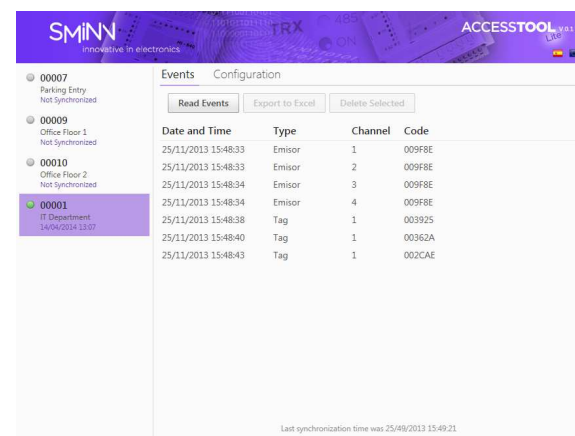 SMiNN
innovative in electronics
TRX
485
ON
ACCESSTOOL V.0.1
Lite
00007
Parking Entry
Not Synchronized
00009
Office Floor 1
Not Synchronized
00010
Office Floor 2
Not Synchronized
00001
IT Department
14/04/2014 13:07
Events Configuration
Read Events Export to Excel Delete Selected
Date and Time Type Channel Code
25/11/2013 15:48:33 Emisor 1 009F8E
25/11/2013 15:48:33 Emisor 2 009F8E
25/11/2013 15:48:34 Emisor 3 009F8E
25/11/2013 15:48:34 Emisor 4 009F8E
25/11/2013 15:48:38 Tag 1 003925
25/11/2013 15:48:40 Tag 1 00362A
25/11/2013 15:48:43 Tag 1 002CAE
Last synchronization time was 25/49/2013 15:49:21